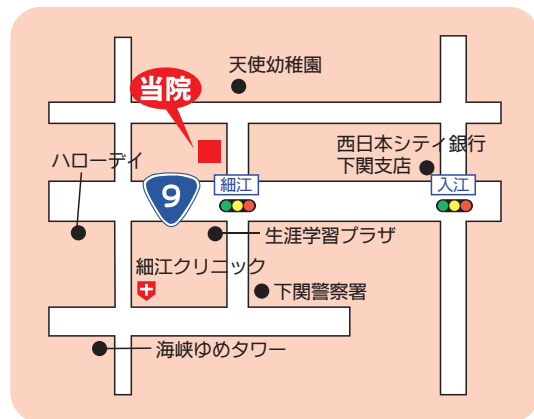 天使幼稚園
当院
西日本シティ銀行
下関支店
ハローデイ
9
細江
入江
生涯学習プラザ
細江クリニック
下関警察署
海峡ゆめタワー